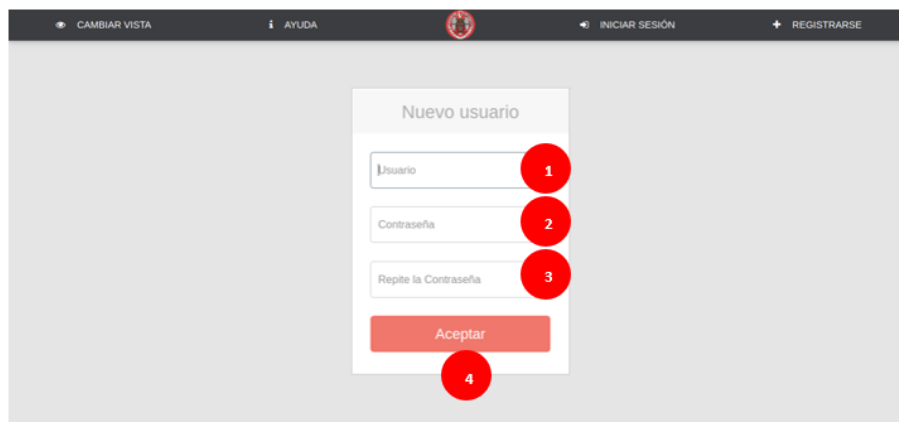 CAMBIAR VISTA AYUDA INICIAR SESIÓN REGISTRARSE
Nuevo usuario
Usuario 1
Contraseña 2
Repite la Contraseña 3
Aceptar
4